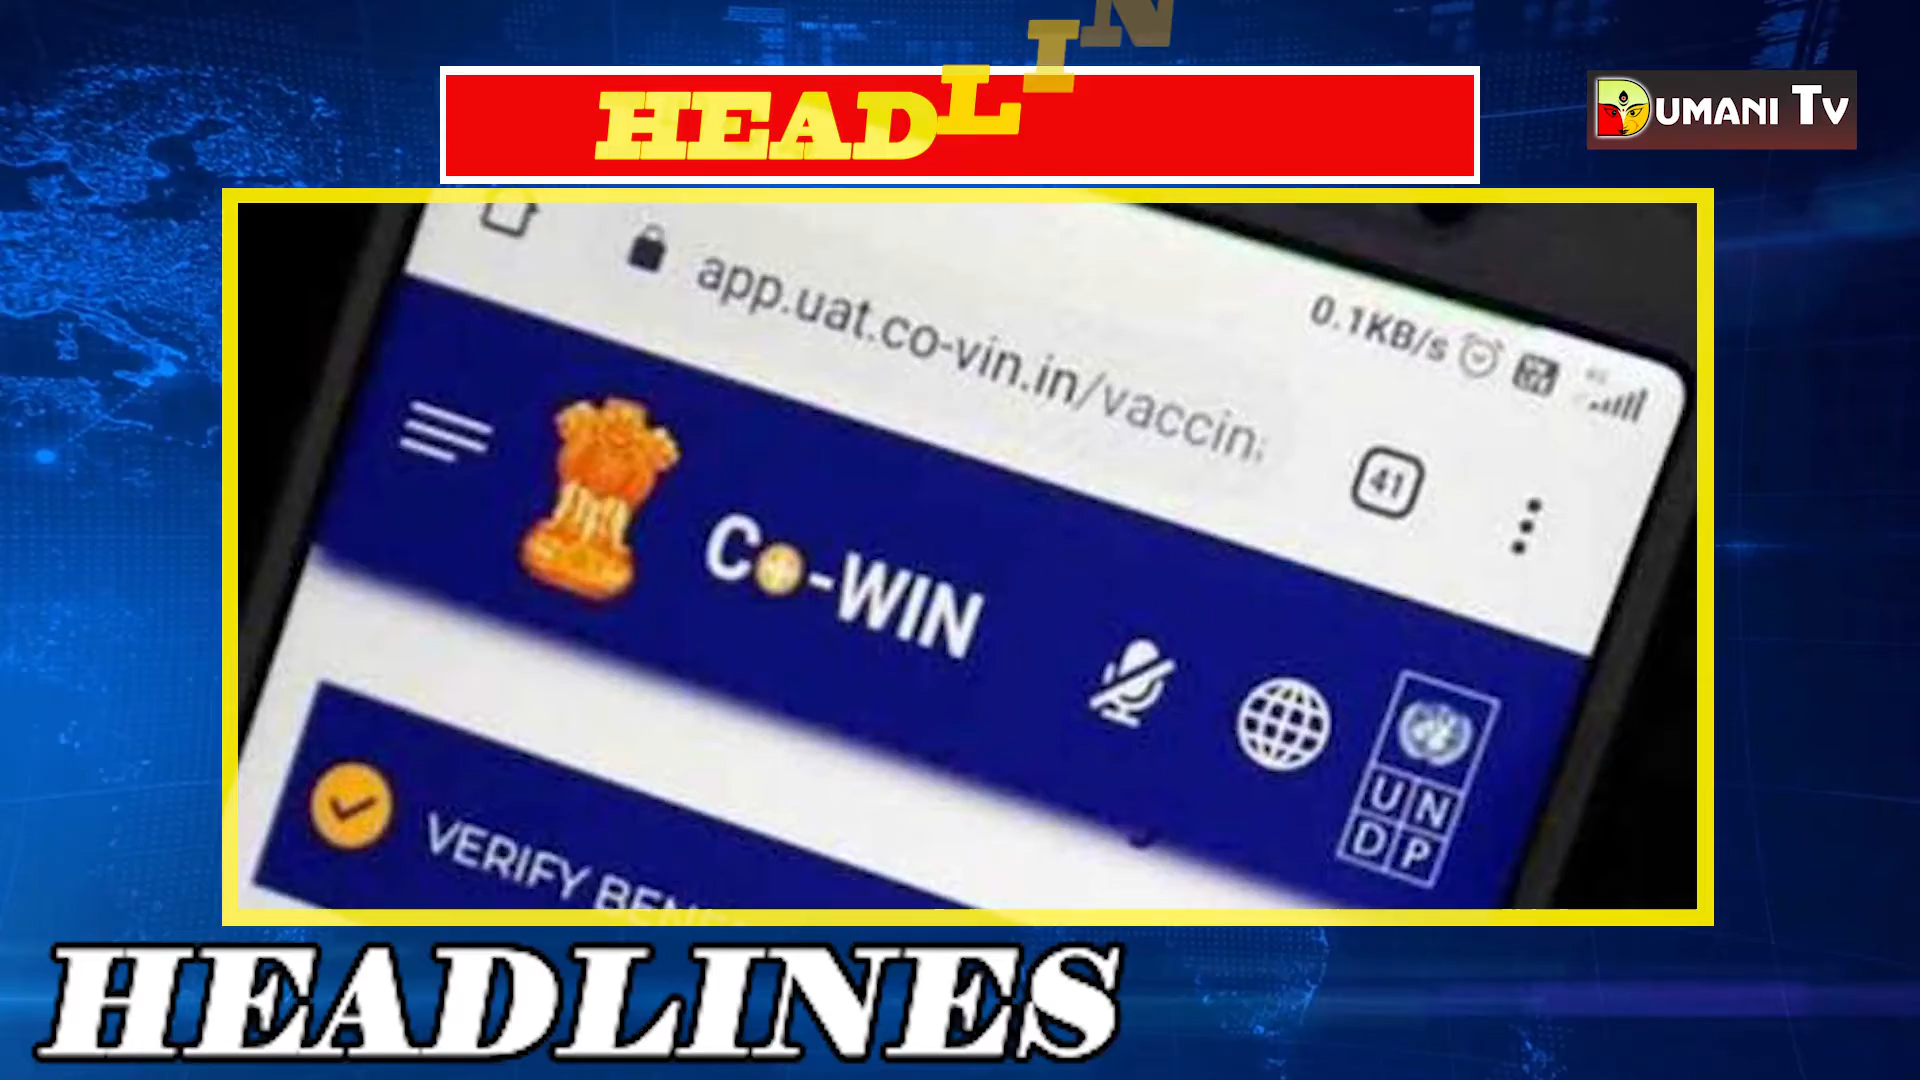 HEADLIN
DUMANI TV
0.1KB/s
app.uat.co-vin.in/vaccin
41
Co-WIN
UNDP
VERIFY
HEADLINES